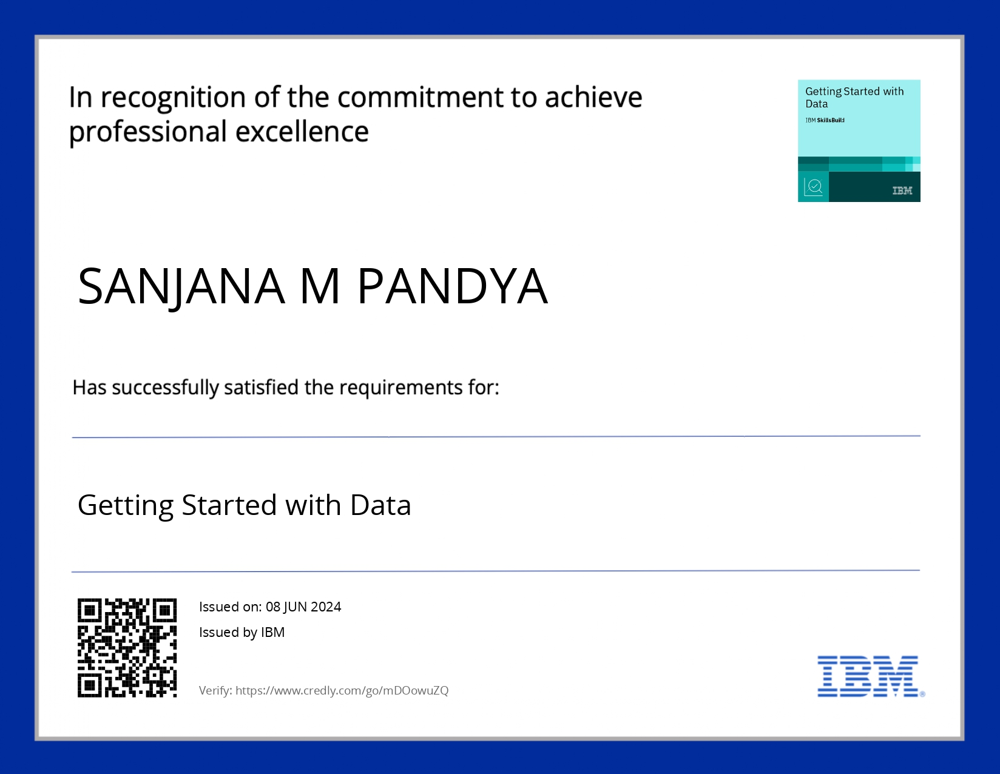 In recognition of the commitment to achieve
professional excellence
Getting Started with
Data
IBM SkillsBuild
IBM
SANJANA M PANDYA
Has successfully satisfied the requirements for:
Getting Started with Data
Issued on: 08 JUN 2024
Issued by IBM
Verify: https://www.credly.com/go/mDOowuZQ
IBM®